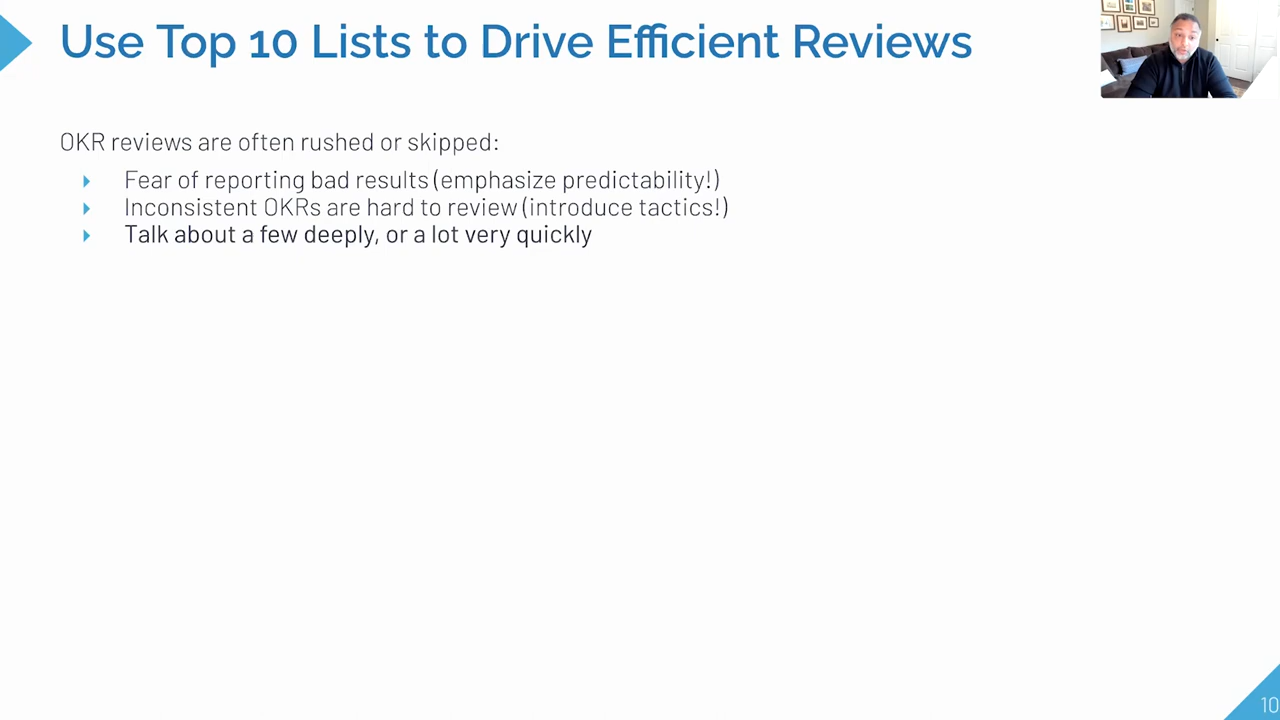 Use Top 10 Lists to Drive Efficient Reviews
OKR reviews are often rushed or skipped:
Fear of reporting bad results (emphasize predictability!)
Inconsistent OKRs are hard to review (introduce tactics!)
Talk about a few deeply, or a lot very quickly
10